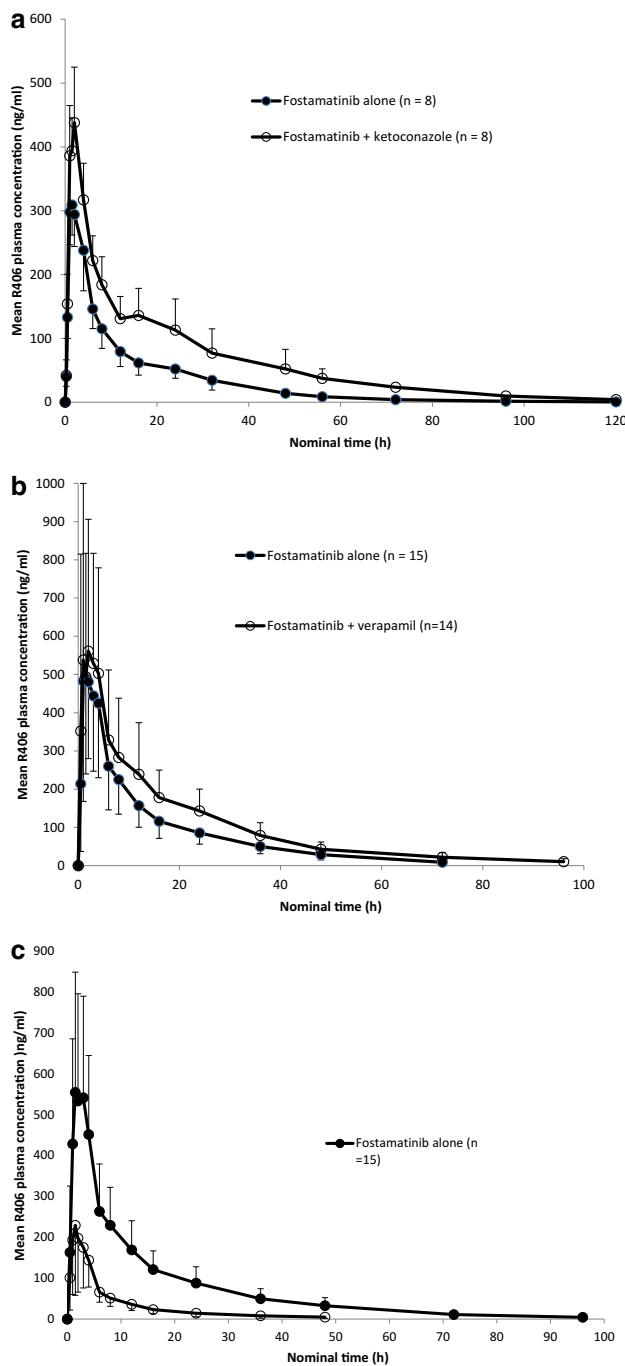 a
600
500
400
300
200
100
0
Mean R406 plasma concentration (ng/ml)
Fostamatinib alone (n = 8)
Fostamatinib + ketoconazole (n = 8)
0 20 40 60 80 100 120
Nominal time (h)
b
1000
900
800
700
600
500
400
300
200
100
0
Mean R406 plasma concentration (ng/ml)
Fostamatinib alone (n = 15)
Fostamatinib + verapamil (n=14)
0 20 40 60 80 100
Nominal time (h)
c
900
800
700
600
500
400
300
200
100
0
Mean R406 plasma concentration )ng/ml)
Fostamatinib alone (n
=15)
0 10 20 30 40 50 60 70 80 90 100
Nominal time (h)